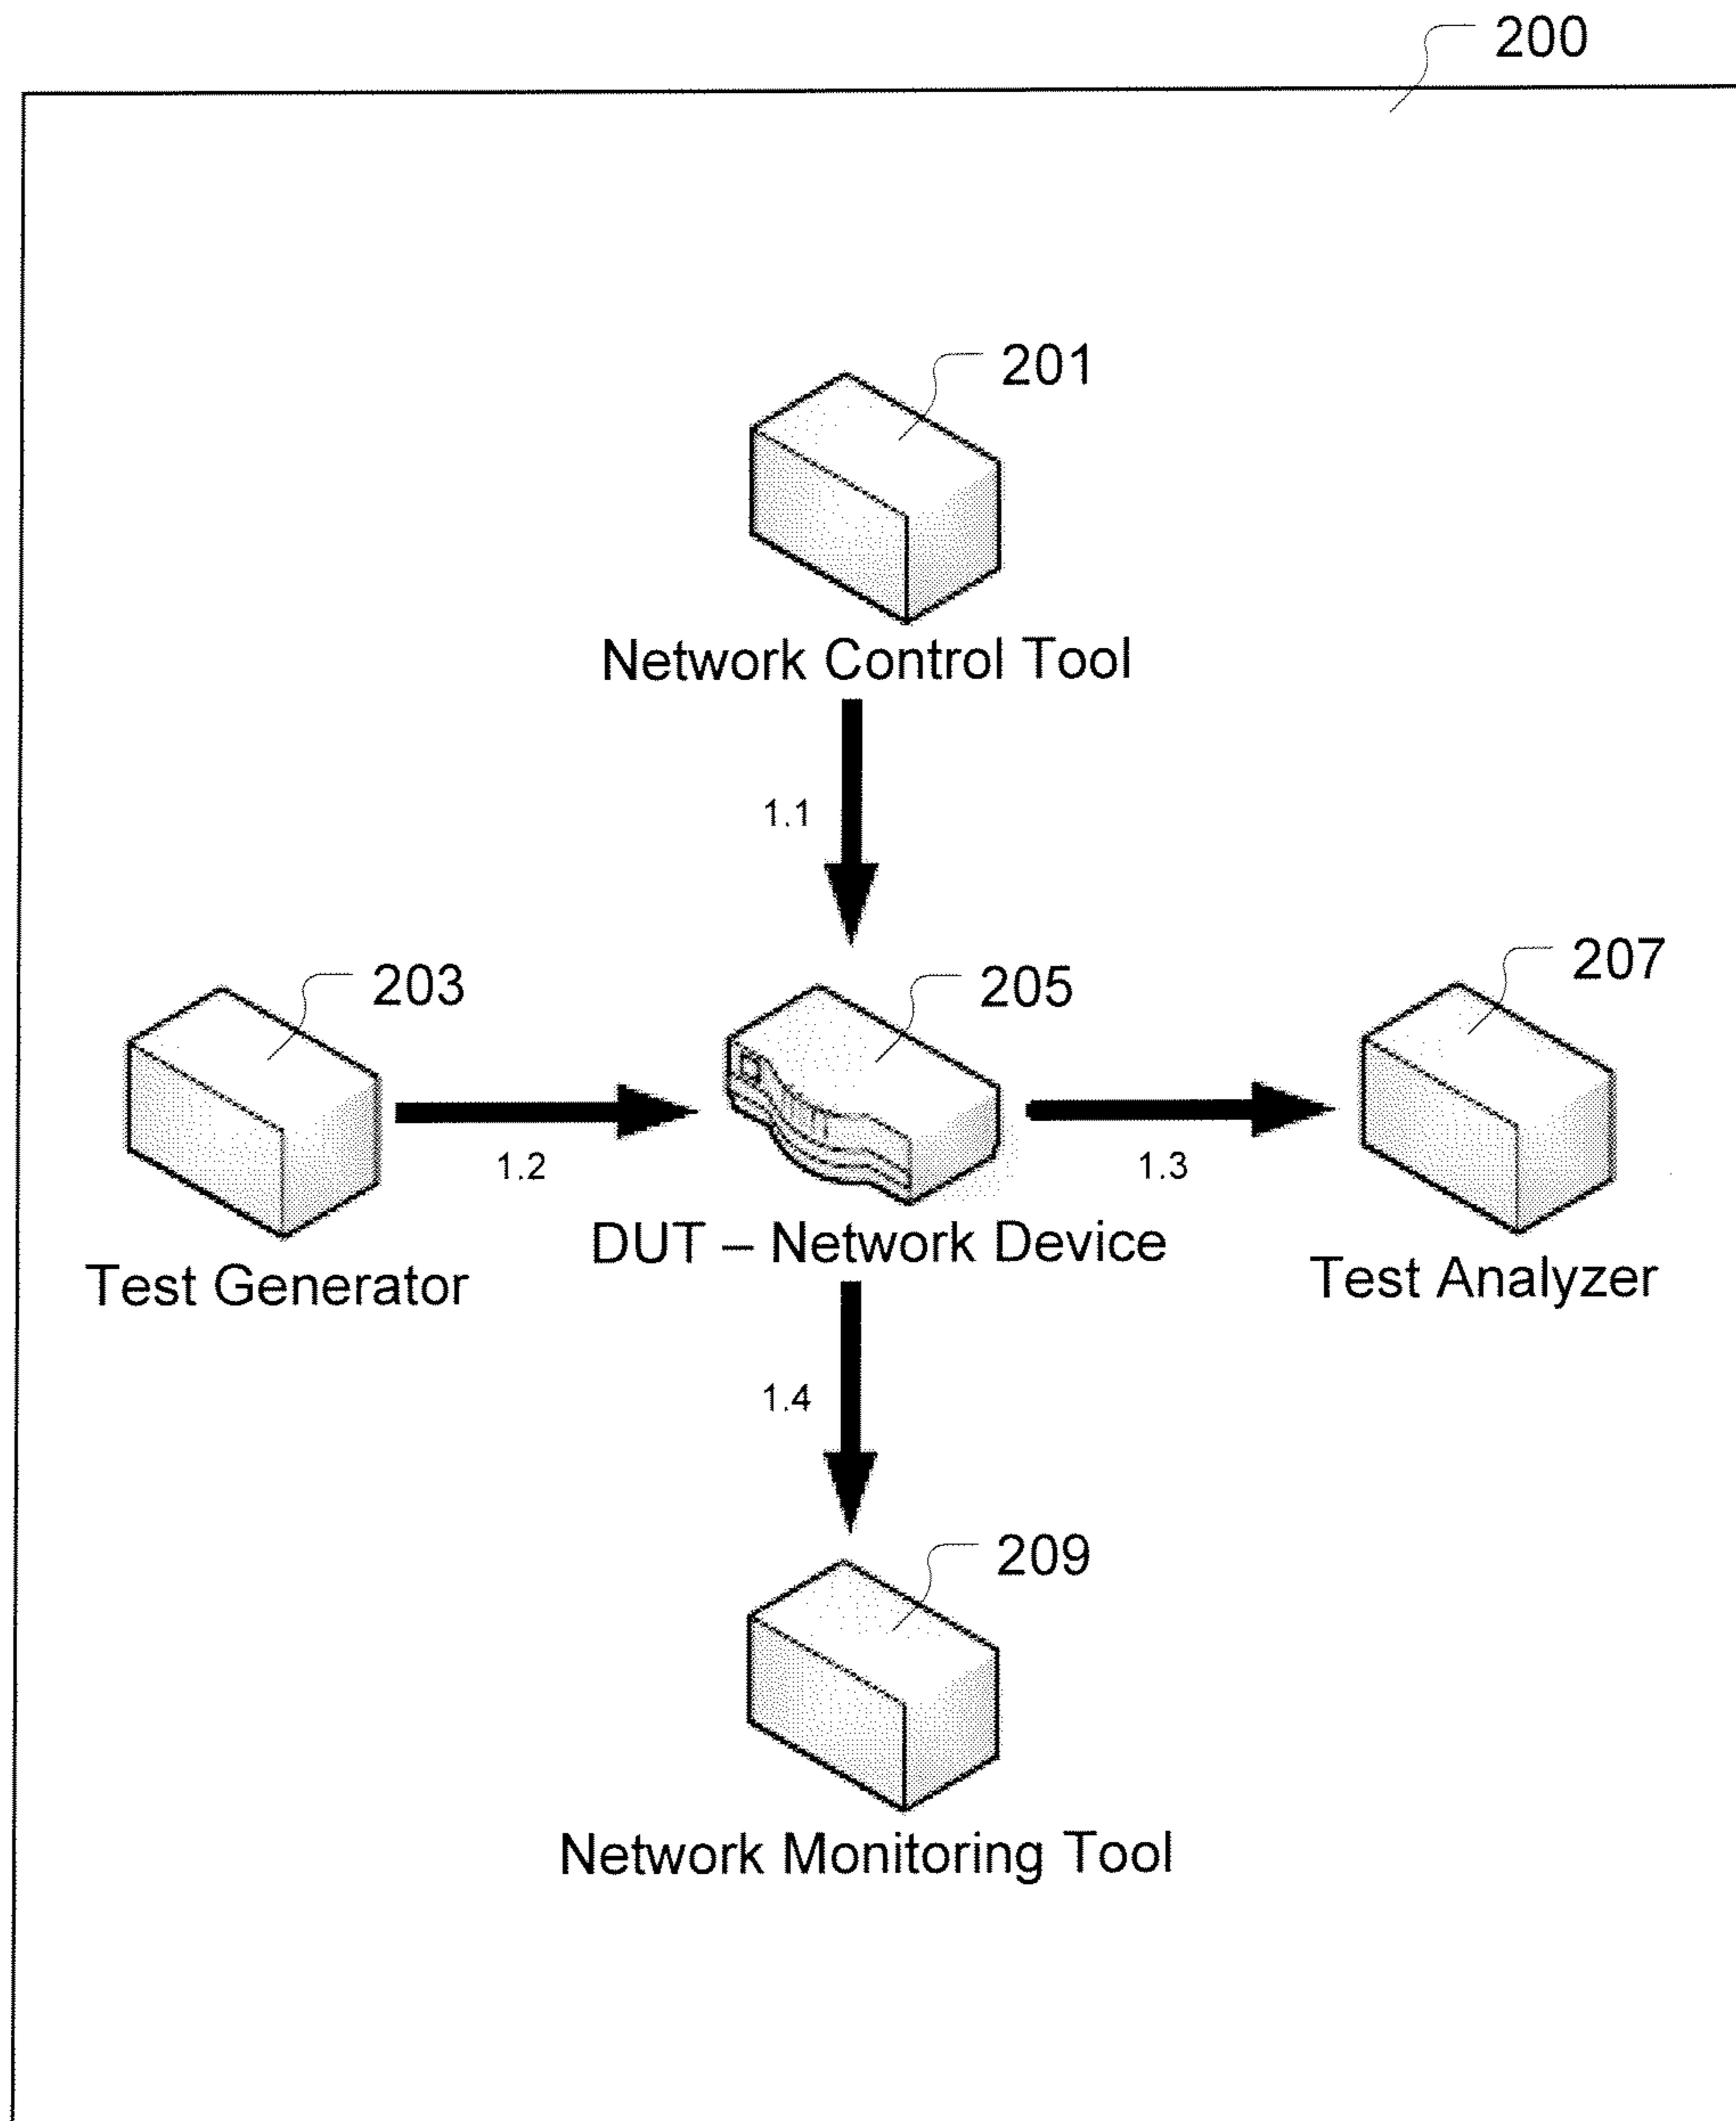 200
201
Network Control Tool
1.1
203
205
207
1.2
1.3
DUT – Network Device
Test Generator
Test Analyzer
1.4
209
Network Monitoring Tool